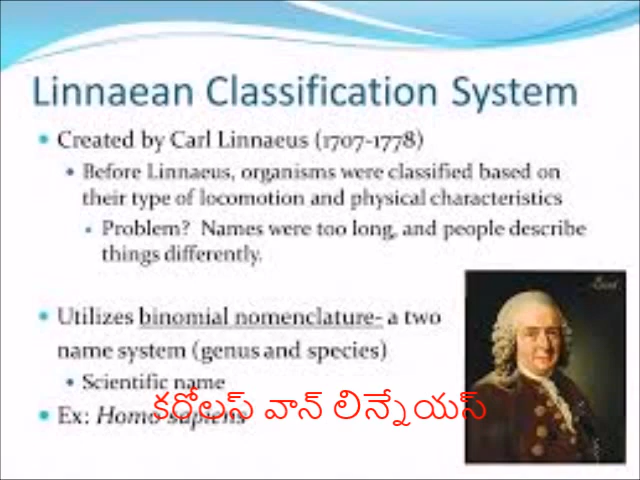 Linnaean Classification System
Created by Carl Linnaeus (1707-1778)
Before Linnaeus, organisms were classified based on
their type of locomotion and physical characteristics
Problem? Names were too long, and people describe
things differently.
Utilizes binomial nomenclature- a two
name system (genus and species)
Scientific name
కరోలస్ వాన్ లిన్నేయస్
Ex: Homo sapiens